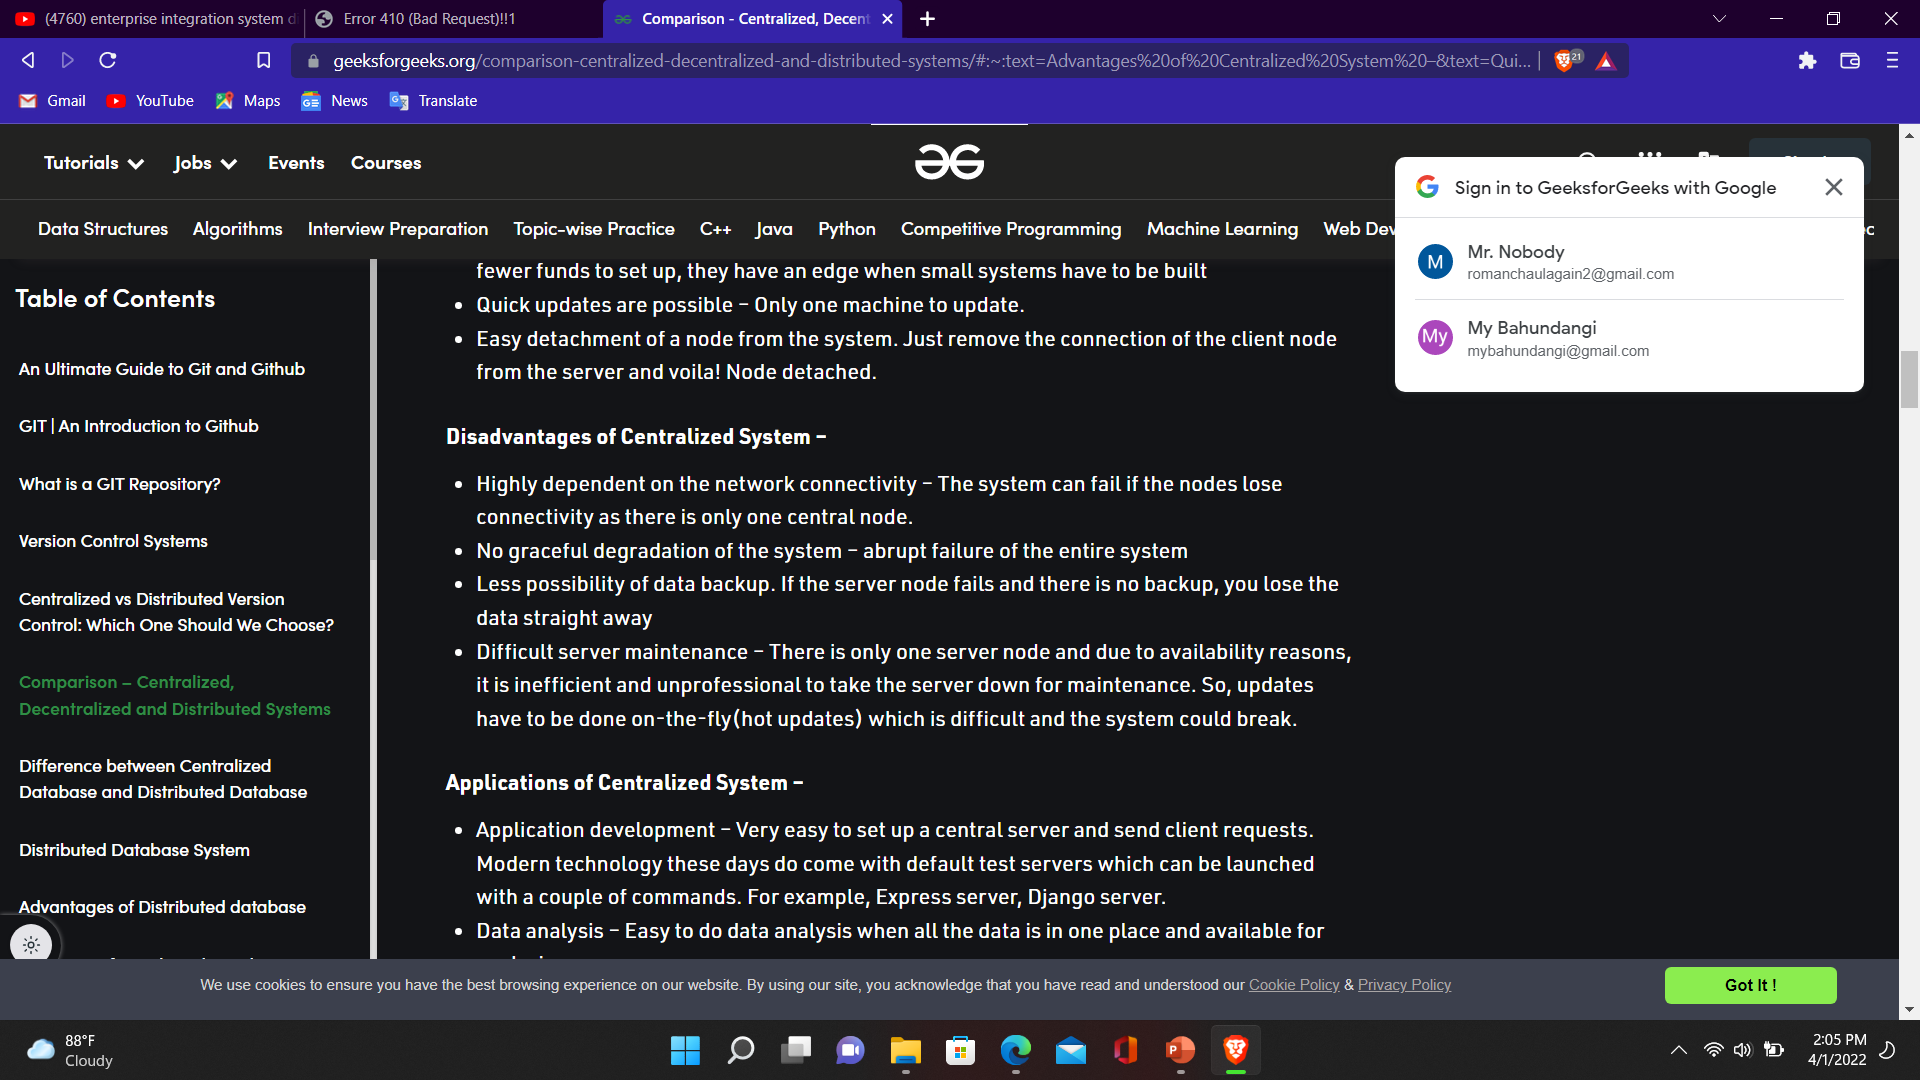 (4760) enterprise integration system d
Error 410 (Bad Request)!!1
Comparison - Centralized, Decent
geeksforgeeks.org/comparison-centralized-decentralized-and-distributed-systems/#:~:text=Advantages%20of%20Centralized%20System%20–&text=Qui...
21
Gmail
YouTube
Maps
News
Translate
Tutorials
Jobs
Events
Courses
Data Structures
Algorithms
Interview Preparation
Topic-wise Practice
C++
Java
Python
Competitive Programming
Machine Learning
Web Dev
Sign in to GeeksforGeeks with Google
M
Mr. Nobody
romanchaulagain2@gmail.com
My
My Bahundangi
mybahundangi@gmail.com
Table of Contents
An Ultimate Guide to Git and Github
GIT | An Introduction to Github
What is a GIT Repository?
Version Control Systems
Centralized vs Distributed Version
Control: Which One Should We Choose?
Comparison – Centralized,
Decentralized and Distributed Systems
Difference between Centralized
Database and Distributed Database
Distributed Database System
Advantages of Distributed database
fewer funds to set up, they have an edge when small systems have to be built
• Quick updates are possible – Only one machine to update.
• Easy detachment of a node from the system. Just remove the connection of the client node
from the server and voila! Node detached.
Disadvantages of Centralized System –
• Highly dependent on the network connectivity – The system can fail if the nodes lose
connectivity as there is only one central node.
• No graceful degradation of the system – abrupt failure of the entire system
• Less possibility of data backup. If the server node fails and there is no backup, you lose the
data straight away
• Difficult server maintenance – There is only one server node and due to availability reasons,
it is inefficient and unprofessional to take the server down for maintenance. So, updates
have to be done on-the-fly(hot updates) which is difficult and the system could break.
Applications of Centralized System –
• Application development – Very easy to set up a central server and send client requests.
Modern technology these days do come with default test servers which can be launched
with a couple of commands. For example, Express server, Django server.
• Data analysis – Easy to do data analysis when all the data is in one place and available for
We use cookies to ensure you have the best browsing experience on our website. By using our site, you acknowledge that you have read and understood our Cookie Policy & Privacy Policy
Got It !
88°F
Cloudy
2:05 PM
4/1/2022